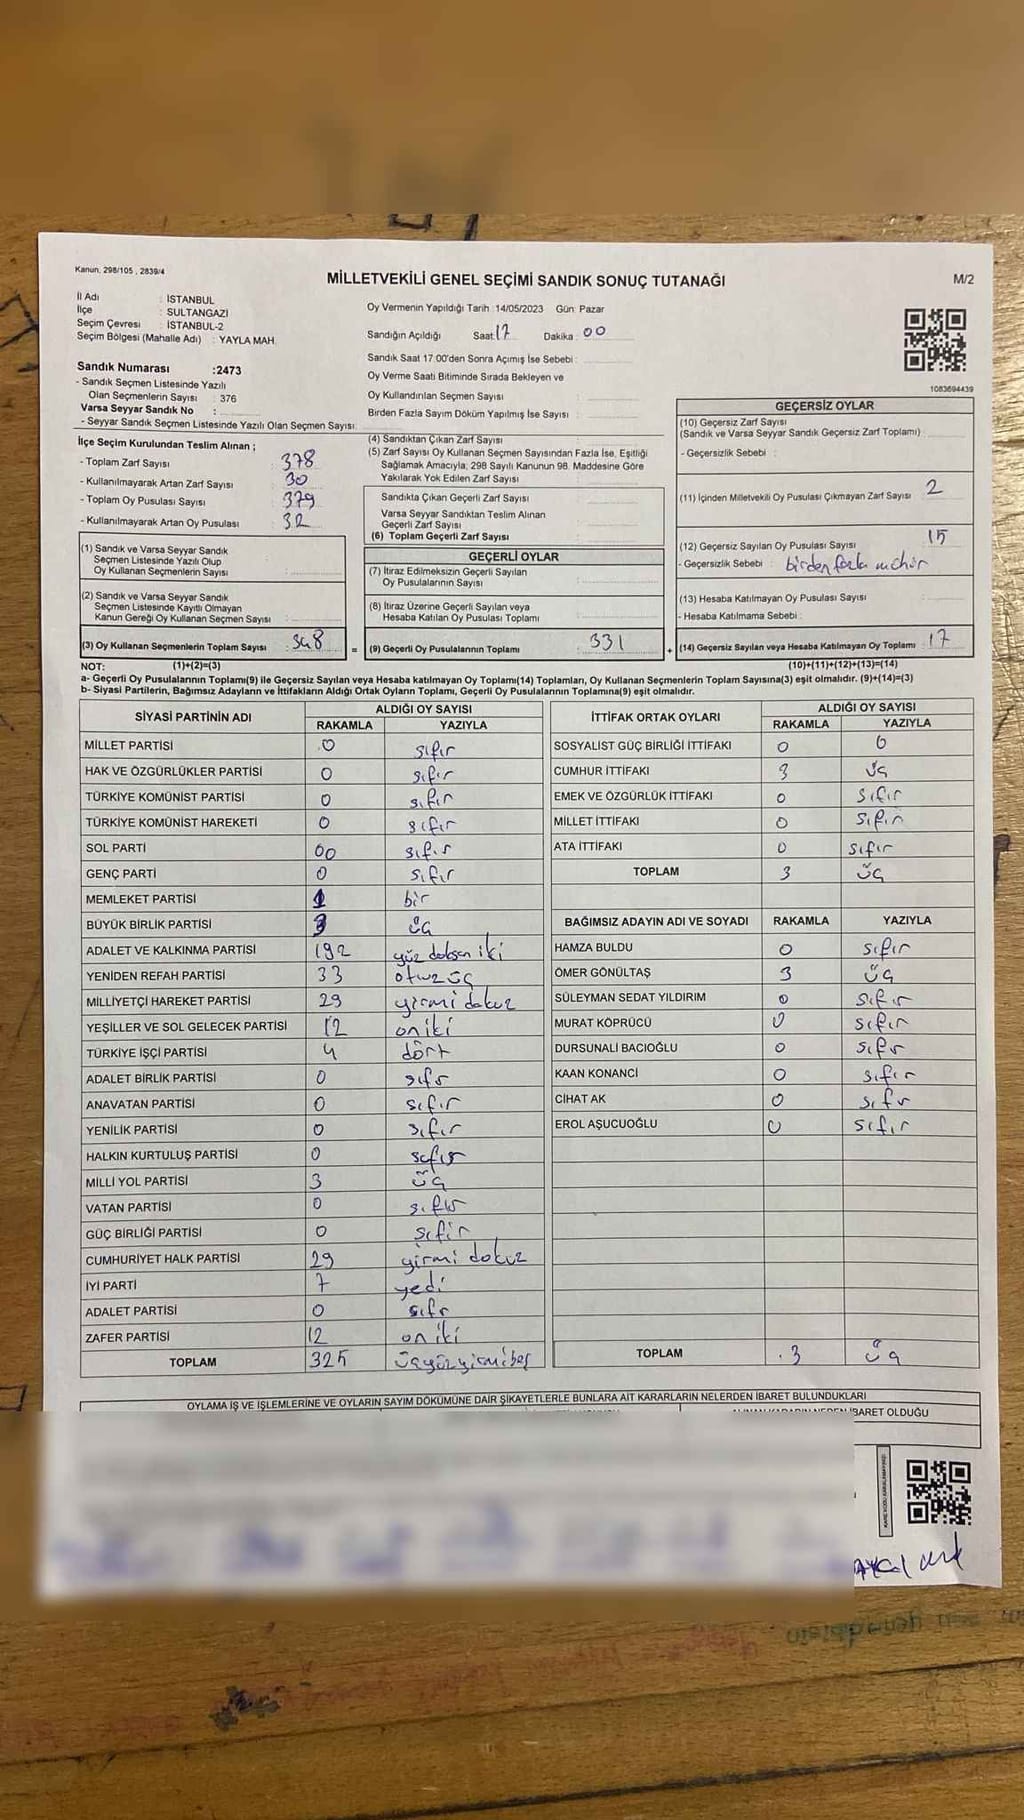 Kanun, 298/105 , 2839/4
MİLLETVEKİLİ GENEL SEÇİMİ SANDIK SONUÇ TUTANAĞI
M/2
İl Adı : İSTANBUL
İlçe : SULTANGAZİ
Seçim Çevresi : İSTANBUL-2
Seçim Bölgesi (Mahalle Adı) : YAYLA MAH.
Oy Vermenin Yapıldığı Tarih :14/05/2023 Gün: Pazar
Sandığın Açıldığı Saat: 17 Dakika: 00
Sandık Saat 17:00'den Sonra Açımış İse Sebebi :
Oy Verme Saati Bitiminde Sırada Bekleyen ve
Oy Kullandırılan Seçmen Sayısı :
Birden Fazla Sayım Döküm Yapılmış İse Sayısı :
1083694439
Sandık Numarası :2473
- Sandık Seçmen Listesinde Yazılı
Olan Seçmenlerin Sayısı : 376
Varsa Seyyar Sandık No :
- Seyyar Sandık Seçmen Listesinde Yazılı Olan Seçmen Sayısı:
İlçe Seçim Kurulundan Teslim Alınan ;
- Toplam Zarf Sayısı : 378
- Kullanılmayarak Artan Zarf Sayısı : 30
- Toplam Oy Pusulası Sayısı : 379
- Kullanılmayarak Artan Oy Pusulası : 32
(1) Sandık ve Varsa Seyyar Sandık
Seçmen Listesinde Yazılı Olup
Oy Kullanan Seçmenlerin Sayısı :
(2) Sandık ve Varsa Seyyar Sandık
Seçmen Listesinde Kayıtlı Olmayan
Kanun Gereği Oy Kullanan Seçmen Sayısı :
(3) Oy Kullanan Seçmenlerin Toplam Sayısı : 348 =
(4) Sandıktan Çıkan Zarf Sayısı :
(5) Zarf Sayısı Oy Kullanan Seçmen Sayısından Fazla İse, Eşitliği
Sağlamak Amacıyla; 298 Sayılı Kanunun 98. Maddesine Göre
Yakılarak Yok Edilen Zarf Sayısı :
Sandıkta Çıkan Geçerli Zarf Sayısı :
Varsa Seyyar Sandıktan Teslim Alınan
Geçerli Zarf Sayısı :
(6) Toplam Geçerli Zarf Sayısı :
GEÇERLİ OYLAR
(7) İtiraz Edilmeksizin Geçerli Sayılan
Oy Pusulalarının Sayısı :
(8) İtiraz Üzerine Geçerli Sayılan veya
Hesaba Katılan Oy Pusulası Toplamı :
(9) Geçerli Oy Pusulalarının Toplamı : 331 +
GEÇERSİZ OYLAR
(10) Geçersiz Zarf Sayısı
(Sandık ve Varsa Seyyar Sandık Geçersiz Zarf Toplamı) :
- Geçersizlik Sebebi :
(11) İçinden Milletvekili Oy Pusulası Çıkmayan Zarf Sayısı : 2
(12) Geçersiz Sayılan Oy Pusulası Sayısı : 15
- Geçersizlik Sebebi : birden fazla mühür
(13) Hesaba Katılmayan Oy Pusulası Sayısı :
- Hesaba Katılmama Sebebi :
(14) Geçersiz Sayılan veya Hesaba Katılmayan Oy Toplamı : 17
NOT: (1)+(2)=(3) (10)+(11)+(12)+(13)=(14)
a- Geçerli Oy Pusulalarının Toplamı(9) ile Geçersiz Sayılan veya Hesaba katılmayan Oy Toplamı(14) Toplamları, Oy Kullanan Seçmenlerin Toplam Sayısına(3) eşit olmalıdır. (9)+(14)=(3)
b- Siyasi Partilerin, Bağımsız Adayların ve İttifakların Aldığı Ortak Oyların Toplamı, Geçerli Oy Pusulalarının Toplamına(9) eşit olmalıdır.
SİYASİ PARTİNİN ADI ALDIĞI OY SAYISI
RAKAMLA YAZIYLA
MİLLET PARTİSİ 0 sıfır
HAK VE ÖZGÜRLÜKLER PARTİSİ 0 sıfır
TÜRKİYE KOMÜNİST PARTİSİ 0 sıfır
TÜRKİYE KOMÜNİST HAREKETİ 0 sıfır
SOL PARTİ 00 sıfır
GENÇ PARTİ 0 sıfır
MEMLEKET PARTİSİ 1 bir
BÜYÜK BİRLİK PARTİSİ 3 üç
ADALET VE KALKINMA PARTİSİ 192 yüz doksan iki
YENİDEN REFAH PARTİSİ 33 otuz üç
MİLLİYETÇİ HAREKET PARTİSİ 29 yirmi dokuz
YEŞİLLER VE SOL GELECEK PARTİSİ 12 on iki
TÜRKİYE İŞÇİ PARTİSİ 4 dört
ADALET BİRLİK PARTİSİ 0 sıfır
ANAVATAN PARTİSİ 0 sıfır
YENİLİK PARTİSİ 0 sıfır
HALKIN KURTULUŞ PARTİSİ 0 sıfır
MİLLİ YOL PARTİSİ 3 üç
VATAN PARTİSİ 0 sıfır
GÜÇ BİRLİĞİ PARTİSİ 0 sıfır
CUMHURİYET HALK PARTİSİ 29 yirmi dokuz
İYİ PARTİ 7 yedi
ADALET PARTİSİ 0 sıfır
ZAFER PARTİSİ 12 on iki
TOPLAM 325 üçyüzyirmibeş
İTTİFAK ORTAK OYLARI ALDIĞI OY SAYISI
RAKAMLA YAZIYLA
SOSYALİST GÜÇ BİRLİĞİ İTTİFAKI 0 0
CUMHUR İTTİFAKI 3 üç
EMEK VE ÖZGÜRLÜK İTTİFAKI 0 sıfır
MİLLET İTTİFAKI 0 sıfır
ATA İTTİFAKI 0 sıfır
TOPLAM 3 üç
BAĞIMSIZ ADAYIN ADI VE SOYADI RAKAMLA YAZIYLA
HAMZA BULDU 0 sıfır
ÖMER GÖNÜLTAŞ 3 üç
SÜLEYMAN SEDAT YILDIRIM 0 sıfır
MURAT KÖPRÜCÜ 0 sıfır
DURSUNALİ BACIOĞLU 0 sıfır
KAAN KONANCİ 0 sıfır
CİHAT AK 0 sıfır
EROL AŞUCUOĞLU 0 sıfır
TOPLAM 3 üç
OYLAMA İŞ VE İŞLEMLERİNE VE OYLARIN SAYIM DÖKÜMÜNE DAİR ŞİKAYETLERLE BUNLARA AİT KARARLARIN NELERDEN İBARET BULUNDUKLARI
İBARET OLDUĞU